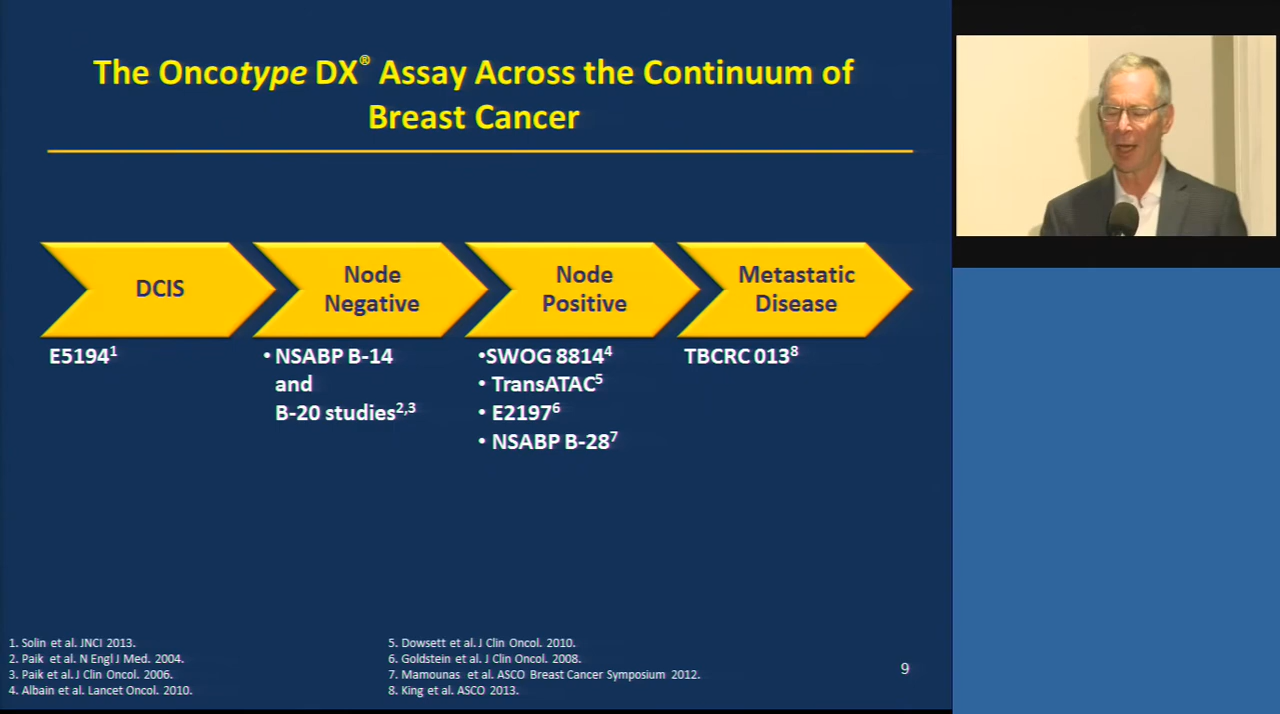 The Oncotype DX® Assay Across the Continuum of
Breast Cancer
DCIS
Node
Negative
Node
Positive
Metastatic
Disease
E5194¹
• NSABP B-14
and
B-20 studies²,³
•SWOG 8814⁴
• TransATAC⁵
• E2197⁶
• NSABP B-28⁷
TBCRC 013⁸
1. Solin et al. JNCI 2013.
2. Paik et al. N Engl J Med. 2004.
3. Paik et al. J Clin Oncol. 2006.
4. Albain et al. Lancet Oncol. 2010.
5. Dowsett et al. J Clin Oncol. 2010.
6. Goldstein et al. J Clin Oncol. 2008.
7. Mamounas et al. ASCO Breast Cancer Symposium 2012.
8. King et al. ASCO 2013.
9